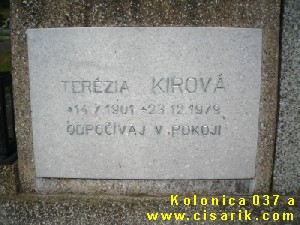 TERÉZIA KIROVÁ
*14.7.1901 +23.12.1979
ODPOČÍVAJ V POKOJI
Kolonica 037 a
www.cisarik.com